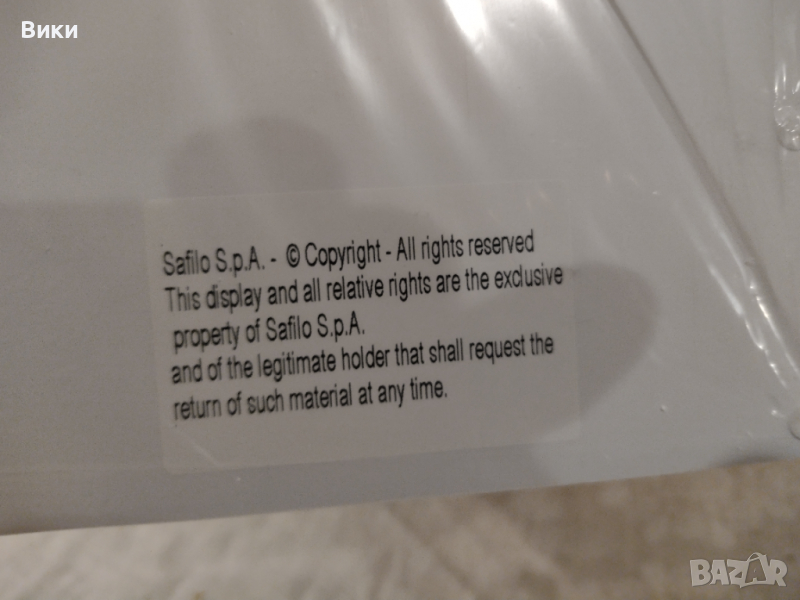 Вики
Safilo S.p.A. - © Copyright - All rights reserved
This display and all relative rights are the exclusive
property of Safilo S.p.A.
and of the legitimate holder that shall request the
return of such material at any time.
BAZAR